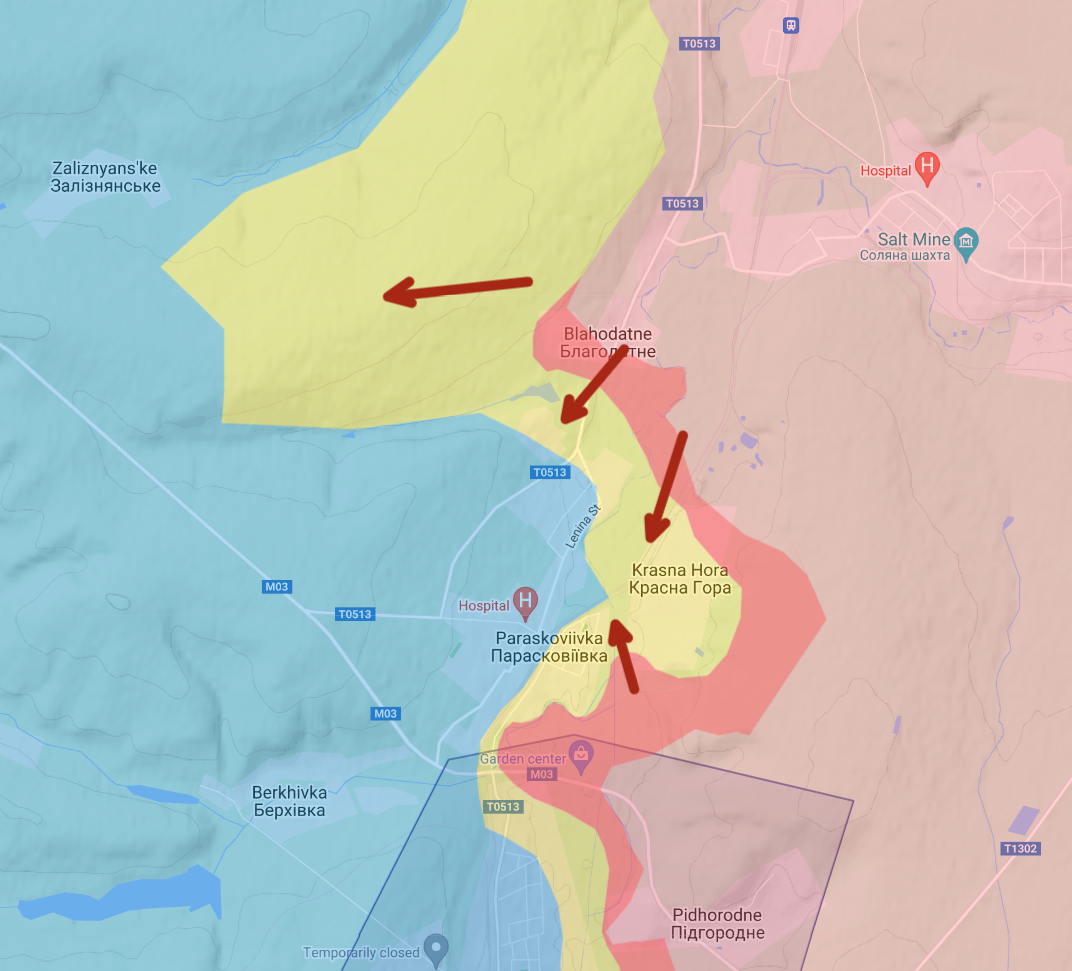 T0513
Zaliznyans'ke
Залізнянське
Hospital
H
T0513
Salt Mine
Соляна шахта
Blahodatne
Благодатне
T0513
Lenina St
Krasna Hora
Красна Гора
M03
Hospital
H
T0513
Paraskoviivka
Парасковіївка
M03
Garden center
M03
Berkhivka
Берхівка
T0513
T1302
Pidhorodne
Підгородне
Temporarily closed